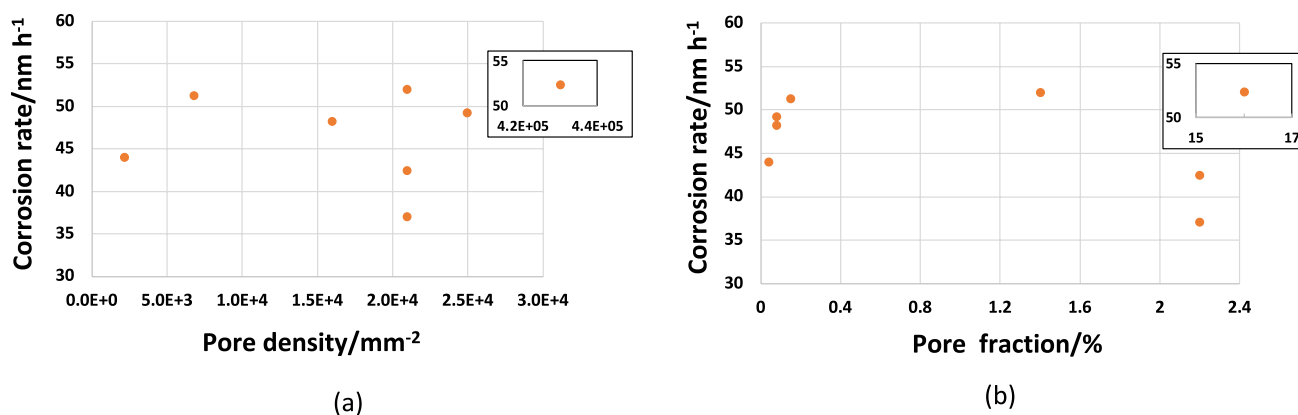 Corrosion rate/nm h⁻¹
60
55
50
45
40
35
30
0.0E+0
5.0E+3
1.0E+4
1.5E+4
2.0E+4
2.5E+4
3.0E+4
55
50
4.2E+05
4.4E+05
Pore density/mm⁻²
(a)
Corrosion rate/nm h⁻¹
60
55
50
45
40
35
30
0
0.4
0.8
1.2
1.6
2
2.4
55
50
15
17
Pore fraction/%
(b)